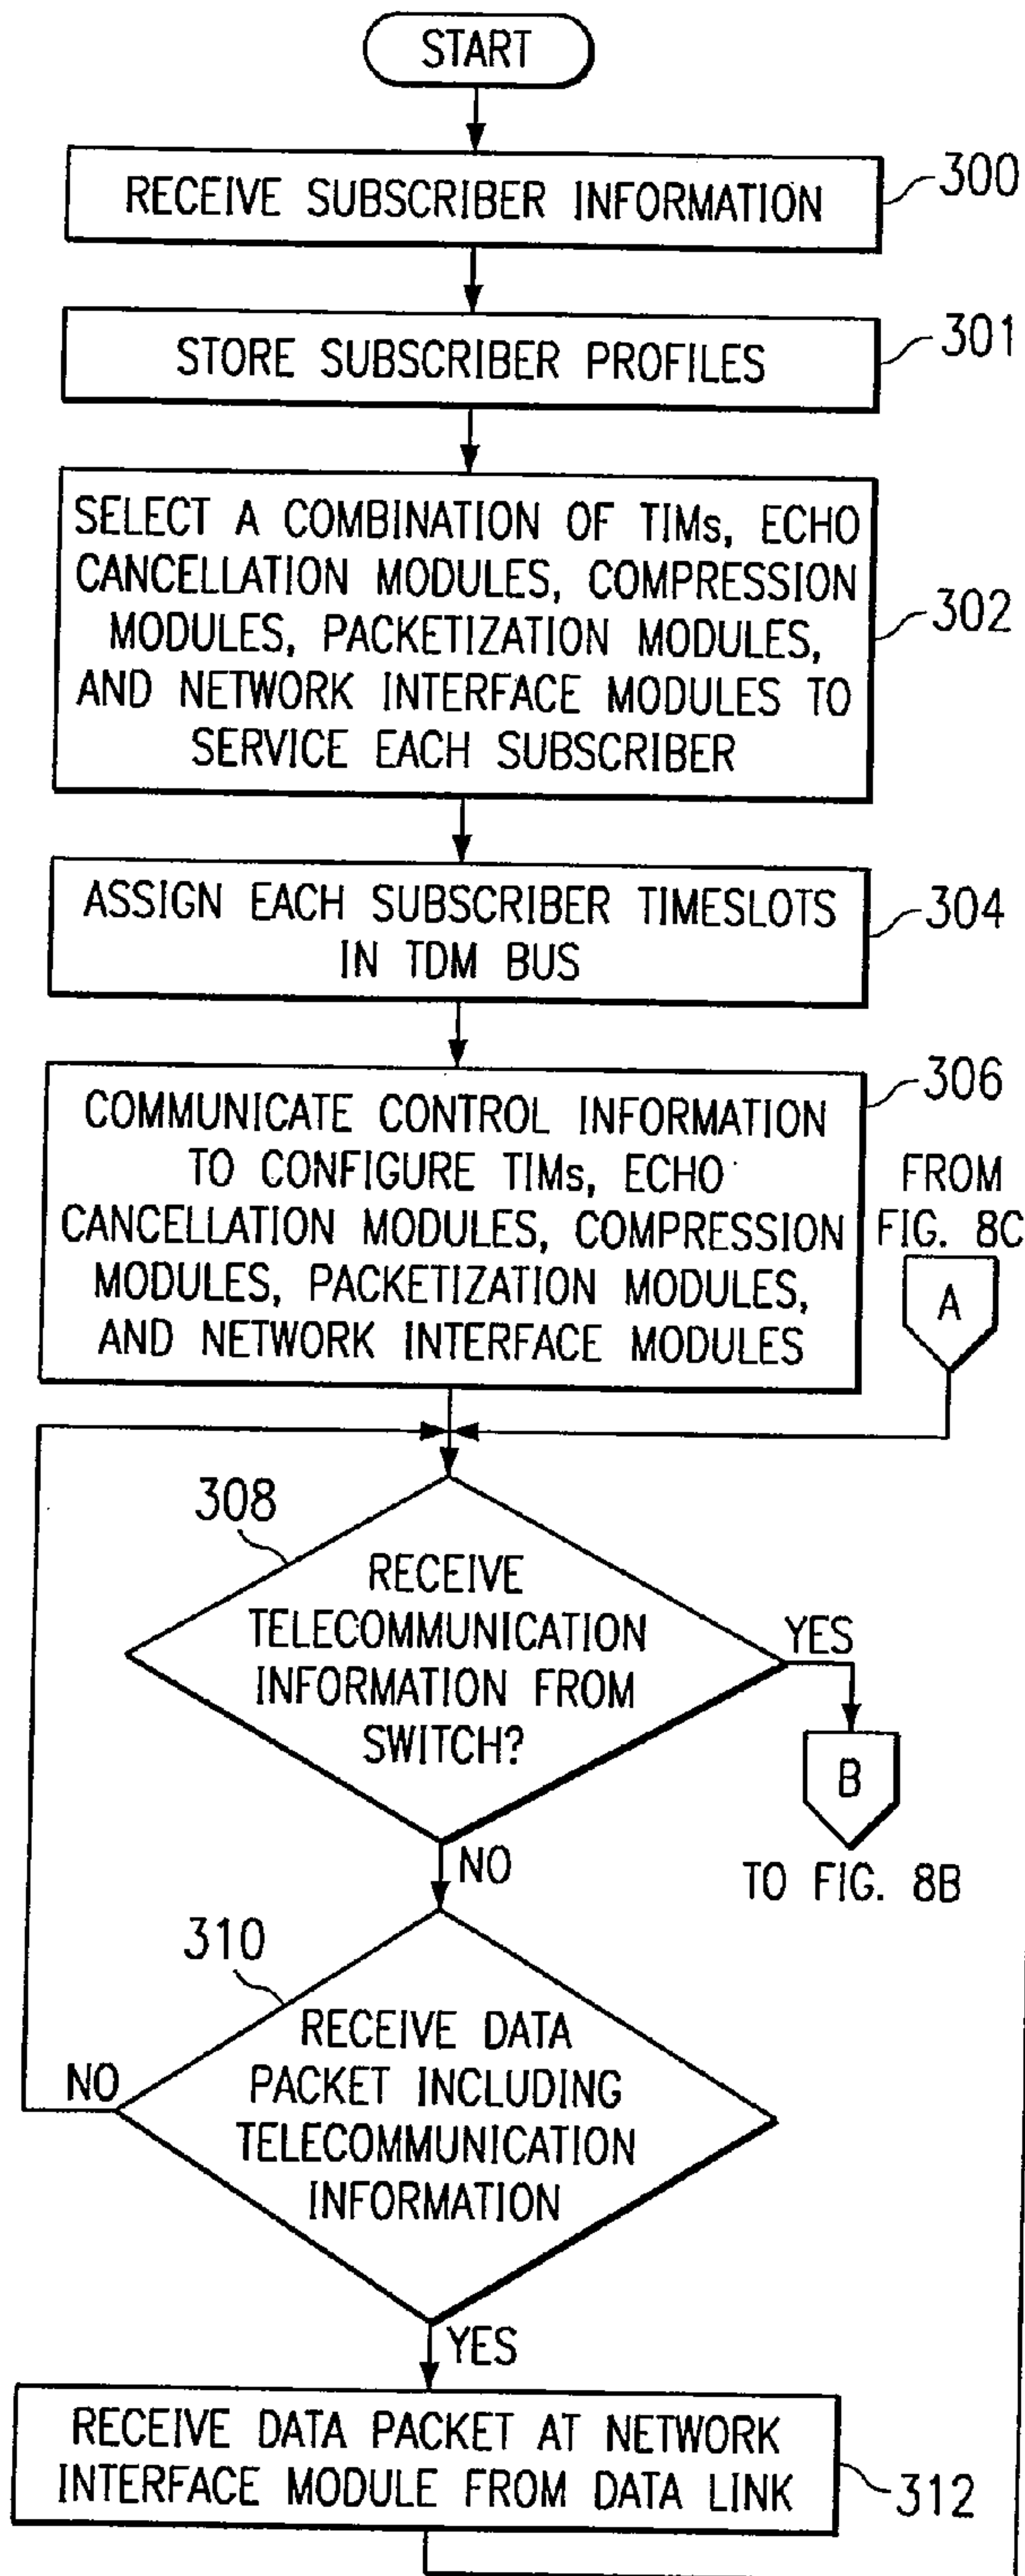 START
RECEIVE SUBSCRIBER INFORMATION
300
STORE SUBSCRIBER PROFILES
301
SELECT A COMBINATION OF TIMs, ECHO
CANCELLATION MODULES, COMPRESSION
MODULES, PACKETIZATION MODULES,
AND NETWORK INTERFACE MODULES TO
SERVICE EACH SUBSCRIBER
302
ASSIGN EACH SUBSCRIBER TIMESLOTS
IN TDM BUS
304
COMMUNICATE CONTROL INFORMATION
TO CONFIGURE TIMs, ECHO
CANCELLATION MODULES, COMPRESSION
MODULES, PACKETIZATION MODULES,
AND NETWORK INTERFACE MODULES
306
FROM
FIG. 8C
A
308
RECEIVE
TELECOMMUNICATION
INFORMATION FROM
SWITCH?
YES
B
TO FIG. 8B
NO
310
RECEIVE DATA
PACKET INCLUDING
TELECOMMUNICATION
INFORMATION
NO
YES
RECEIVE DATA PACKET AT NETWORK
INTERFACE MODULE FROM DATA LINK
312